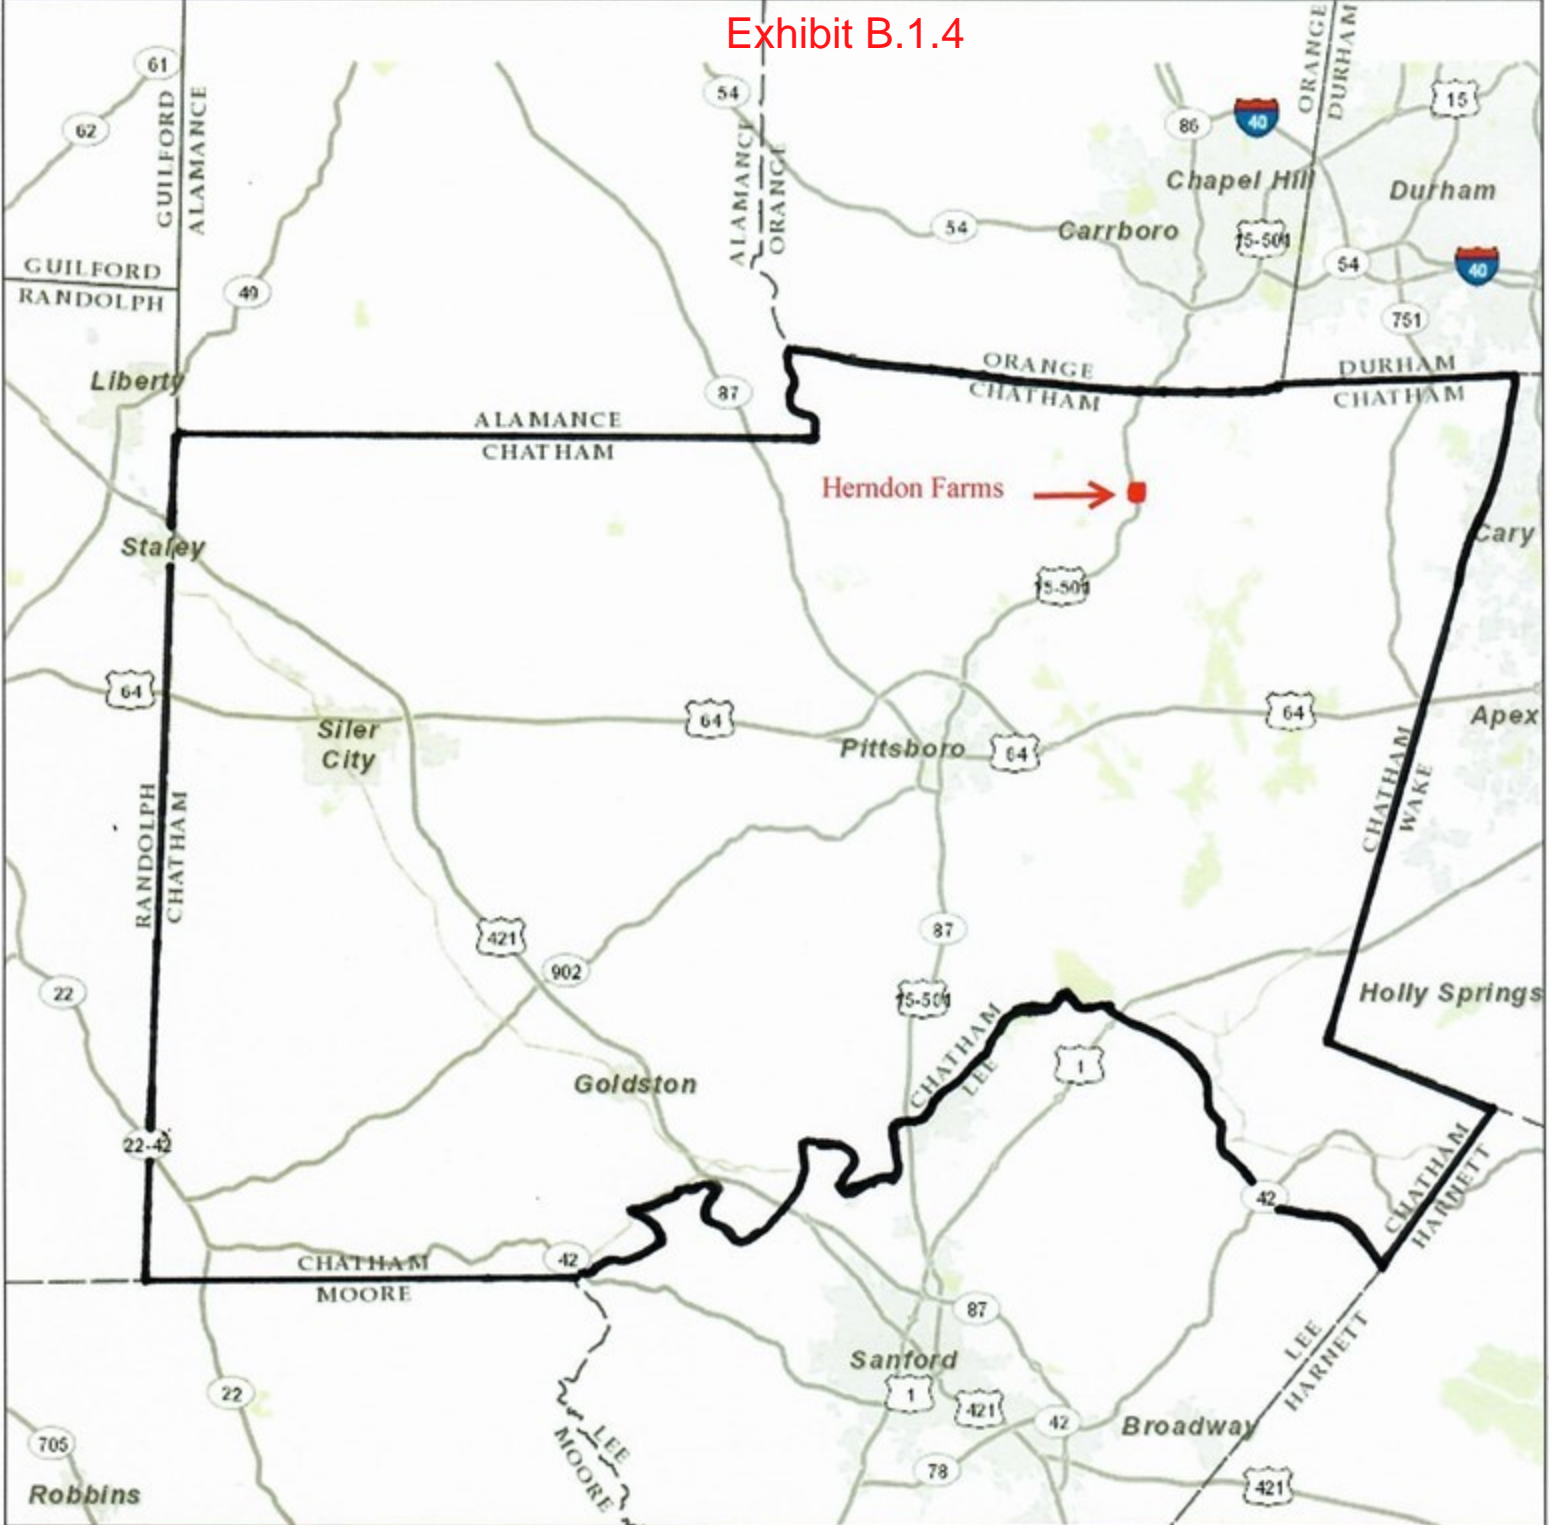 Exhibit B.1.4
61
62
GUILFORD
ALAMANCE
54
ALAMANCE
ORANGE
ORANGE
DURHAM
15
86
40
Chapel Hill
Durham
Carrboro
54
15-501
54
40
GUILFORD
RANDOLPH
49
751
Liberty
87
ORANGE
CHATHAM
DURHAM
CHATHAM
ALAMANCE
CHATHAM
Herndon Farms
Cary
Staley
15-501
64
Siler
City
64
Pittsboro
64
64
Apex
CHATHAM
WAKE
RANDOLPH
CHATHAM
421
902
87
22
15-501
Holly Springs
CHATHAM
LEE
1
Goldston
22-42
42
CHATHAM
HARNETT
42
CHATHAM
MOORE
87
LEE
HARNETT
Sanford
22
1
421
42
Broadway
LEE
MOORE
705
78
421
Robbins